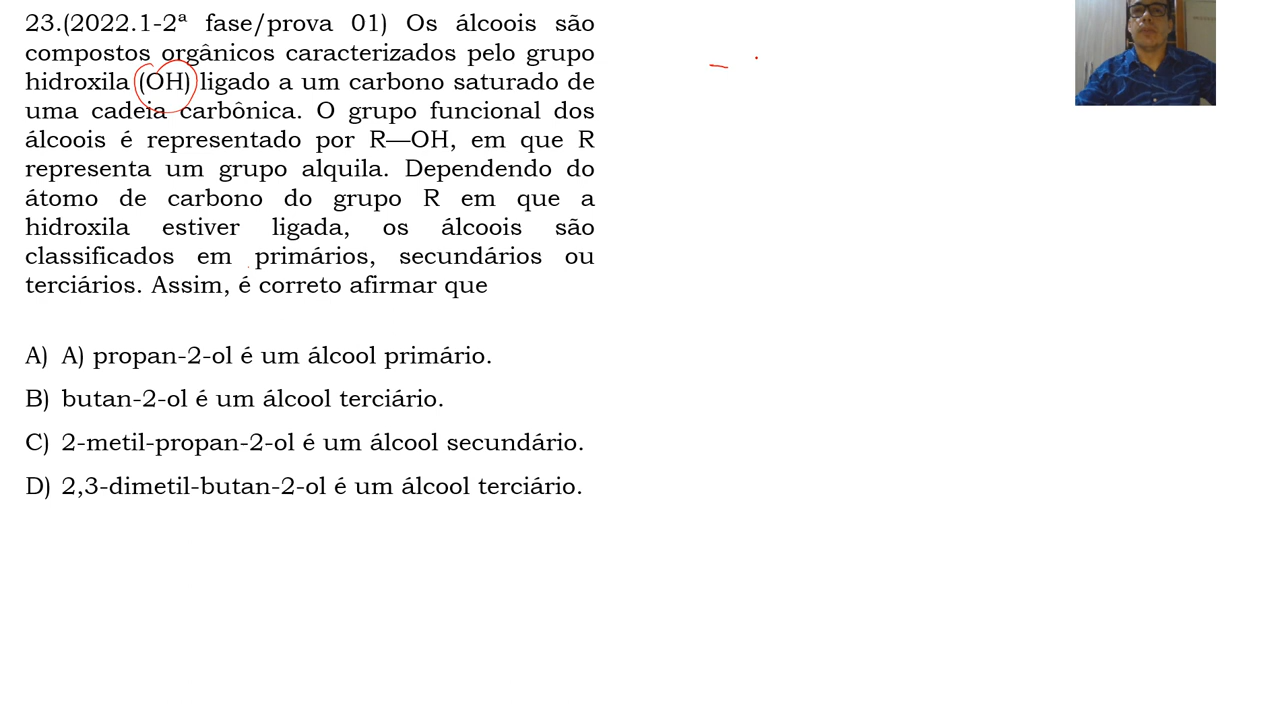 23.(2022.1-2ª fase/prova 01) Os álcoois são
compostos orgânicos caracterizados pelo grupo
hidroxila (OH) ligado a um carbono saturado de
uma cadeia carbônica. O grupo funcional dos
álcoois é representado por R—OH, em que R
representa um grupo alquila. Dependendo do
átomo de carbono do grupo R em que a
hidroxila estiver ligada, os álcoois são
classificados em primários, secundários ou
terciários. Assim, é correto afirmar que
A) A) propan-2-ol é um álcool primário.
B) butan-2-ol é um álcool terciário.
C) 2-metil-propan-2-ol é um álcool secundário.
D) 2,3-dimetil-butan-2-ol é um álcool terciário.